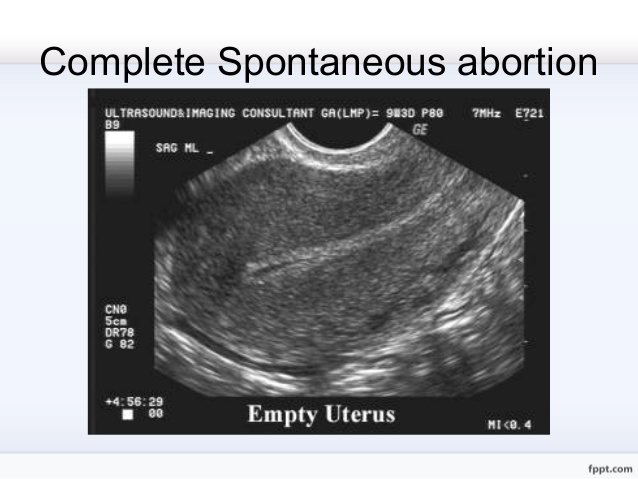 Complete Spontaneous abortion
ULTRASOUND&IMAGING CONSULTANT GA(LMP)= 9W3D P80 7MHz E721
B9
GE
SAG ML _
CN0
5cm
DR78
G 82
+4:56:29
00
Empty Uterus
MI<0.4
fppt.com